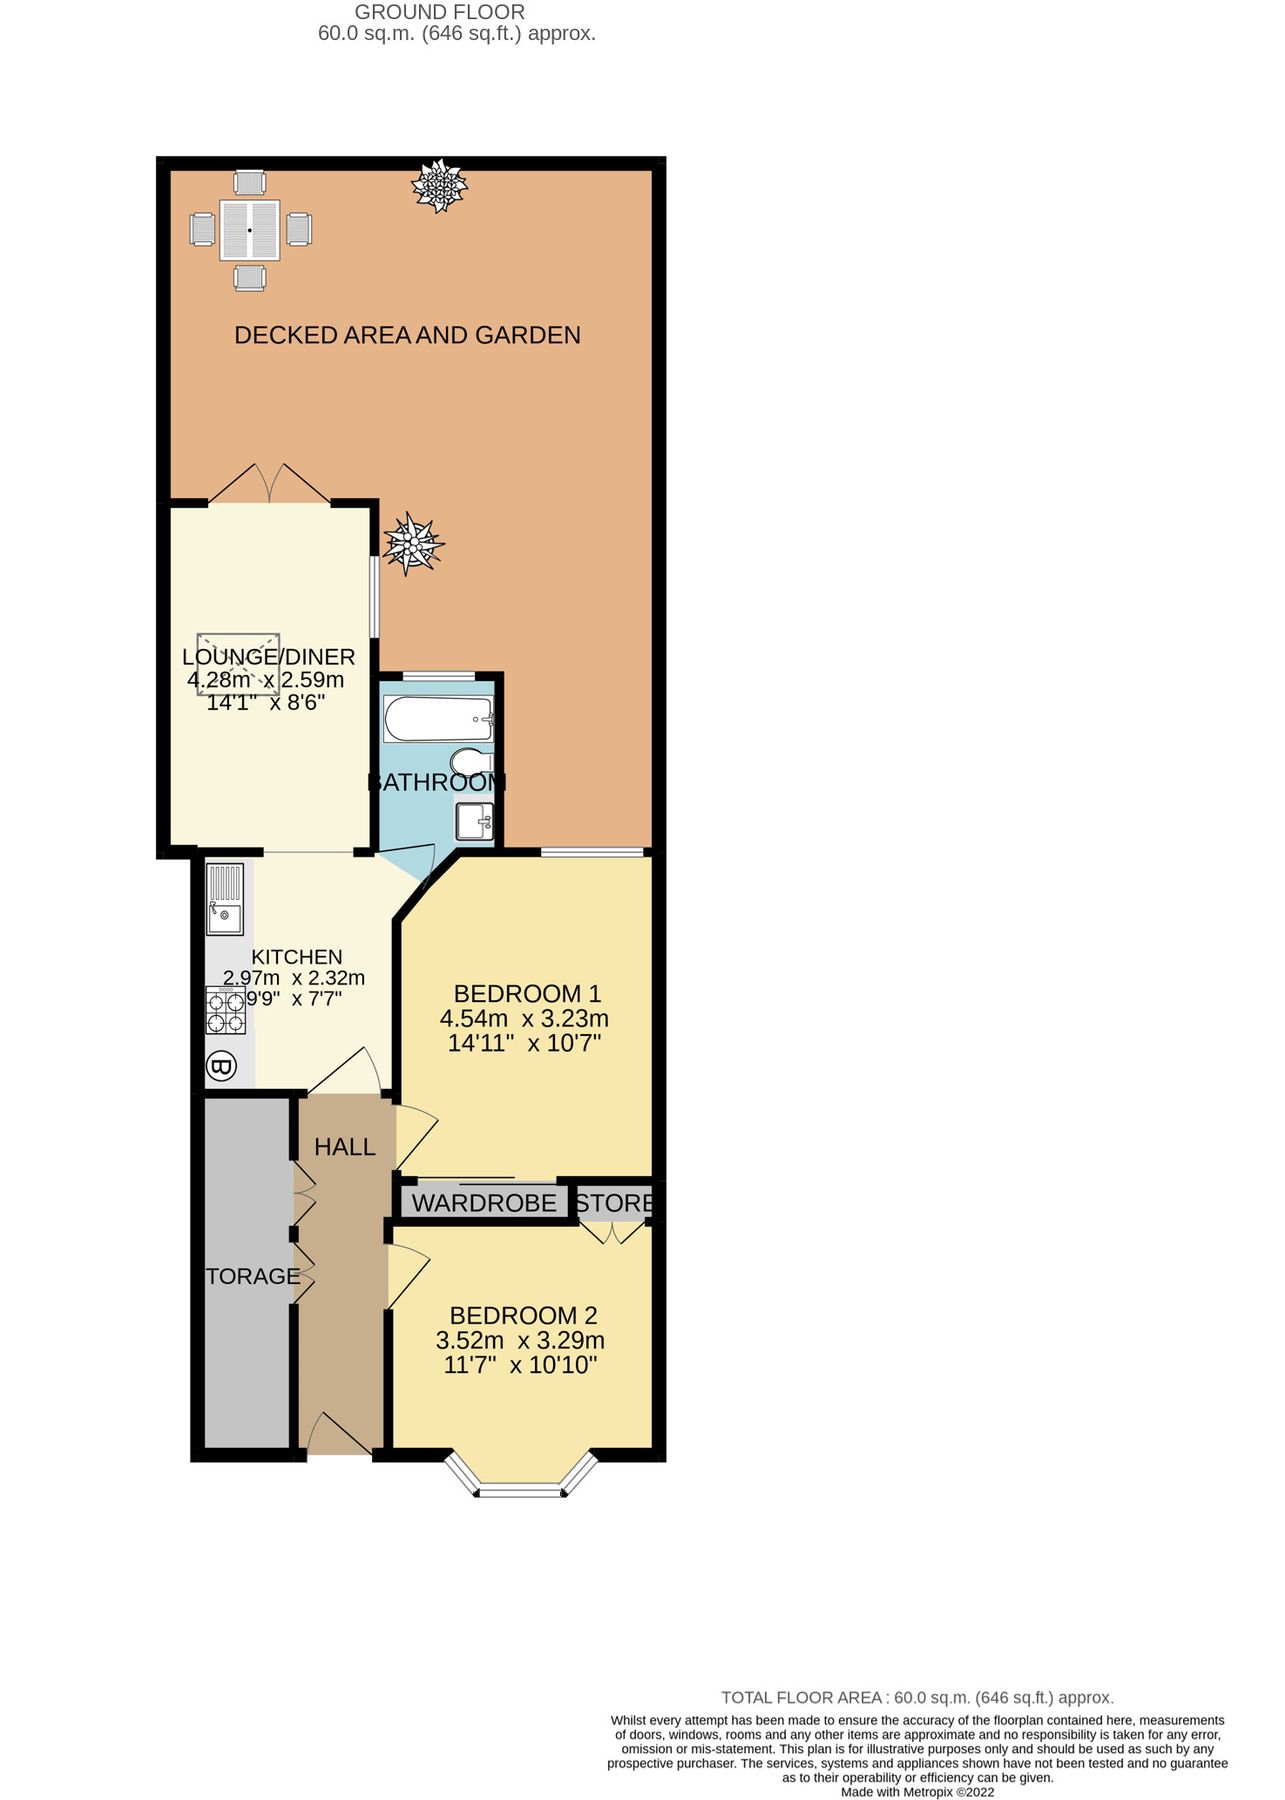 GROUND FLOOR
60.0 sq.m. (646 sq.ft.) approx.
DECKED AREA AND GARDEN
LOUNGE/DINER
4.28m x 2.59m
14'1" x 8'6"
BATHROOM
KITCHEN
2.97m x 2.32m
9'9" x 7'7"
B
BEDROOM 1
4.54m x 3.23m
14'11" x 10'7"
HALL
WARDROBE
STORE
TORAGE
BEDROOM 2
3.52m x 3.29m
11'7" x 10'10"
TOTAL FLOOR AREA : 60.0 sq.m. (646 sq.ft.) approx.
Whilst every attempt has been made to ensure the accuracy of the floorplan contained here, measurements
of doors, windows, rooms and any other items are approximate and no responsibility is taken for any error,
omission or mis-statement. This plan is for illustrative purposes only and should be used as such by any
prospective purchaser. The services, systems and appliances shown have not been tested and no guarantee
as to their operability or efficiency can be given.
Made with Metropix ©2022